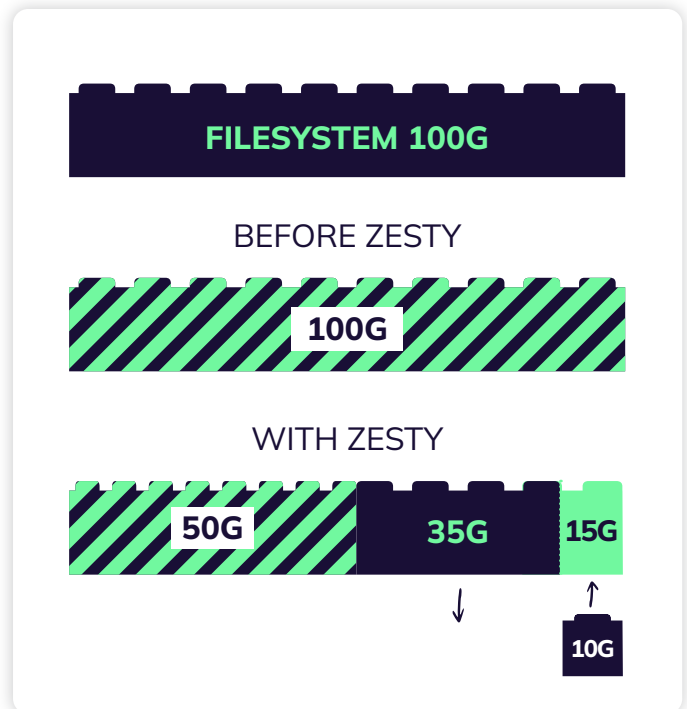 FILESYSTEM 100G
BEFORE ZESTY
100G
WITH ZESTY
50G
35G
15G
10G